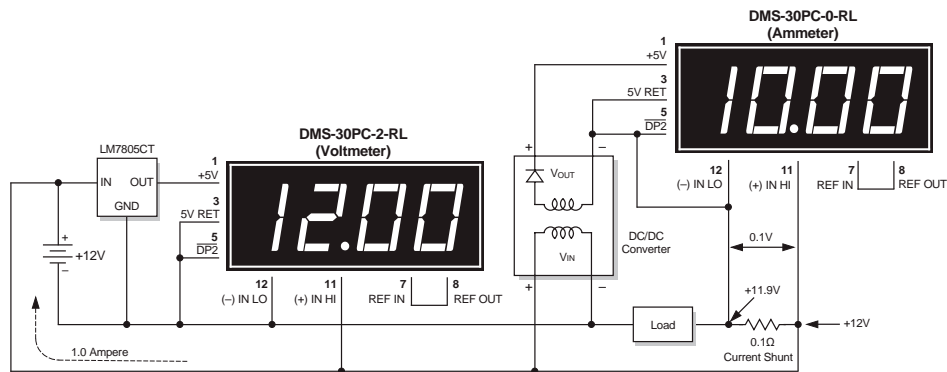 DMS-30PC-0-RL
(Ammeter)
1
+5V
3
5V RET
5
DP2
10.00
12
(–) IN LO
11
(+) IN HI
7
REF IN
8
REF OUT
DMS-30PC-2-RL
(Voltmeter)
LM7805CT
IN
OUT
GND
1
+5V
3
5V RET
5
DP2
12.00
12
(–) IN LO
11
(+) IN HI
7
REF IN
8
REF OUT
+
+12V
–
1.0 Ampere
+
–
VOUT
VIN
+
–
DC/DC
Converter
0.1V
+11.9V
Load
0.1Ω
Current Shunt
+12V